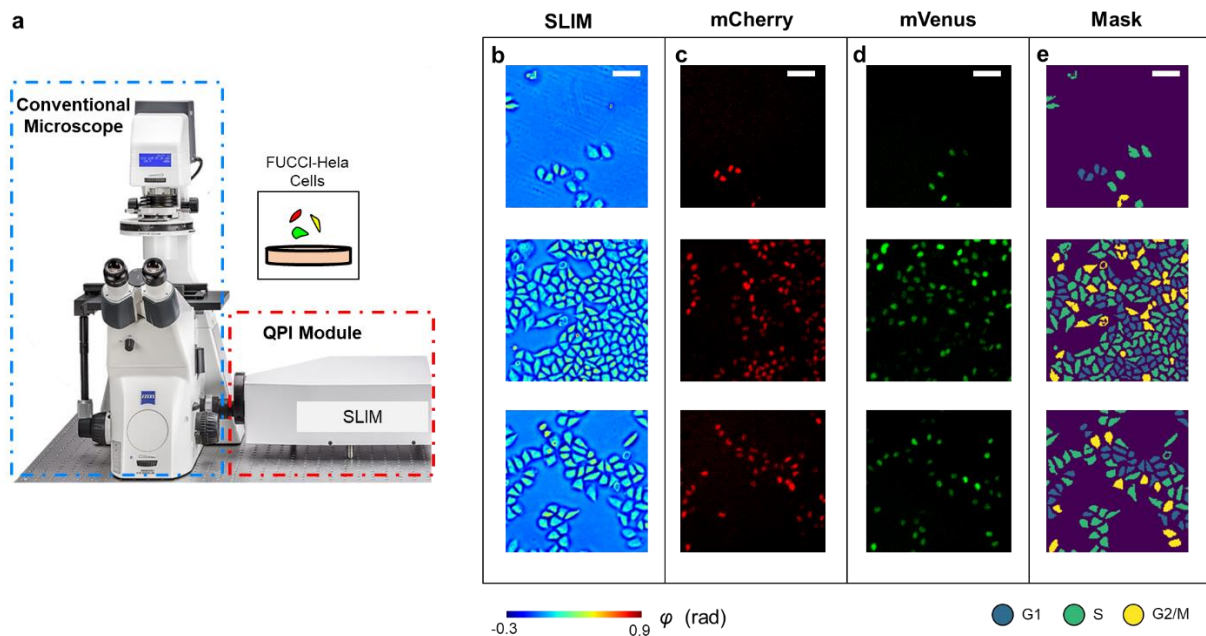 a
Conventional
Microscope
FUCCI-Hela
Cells
QPI Module
SLIM
ZEISS
SLIM
mCherry
mVenus
Mask
b
c
d
e
-0.3
0.9
φ (rad)
G1
S
G2/M